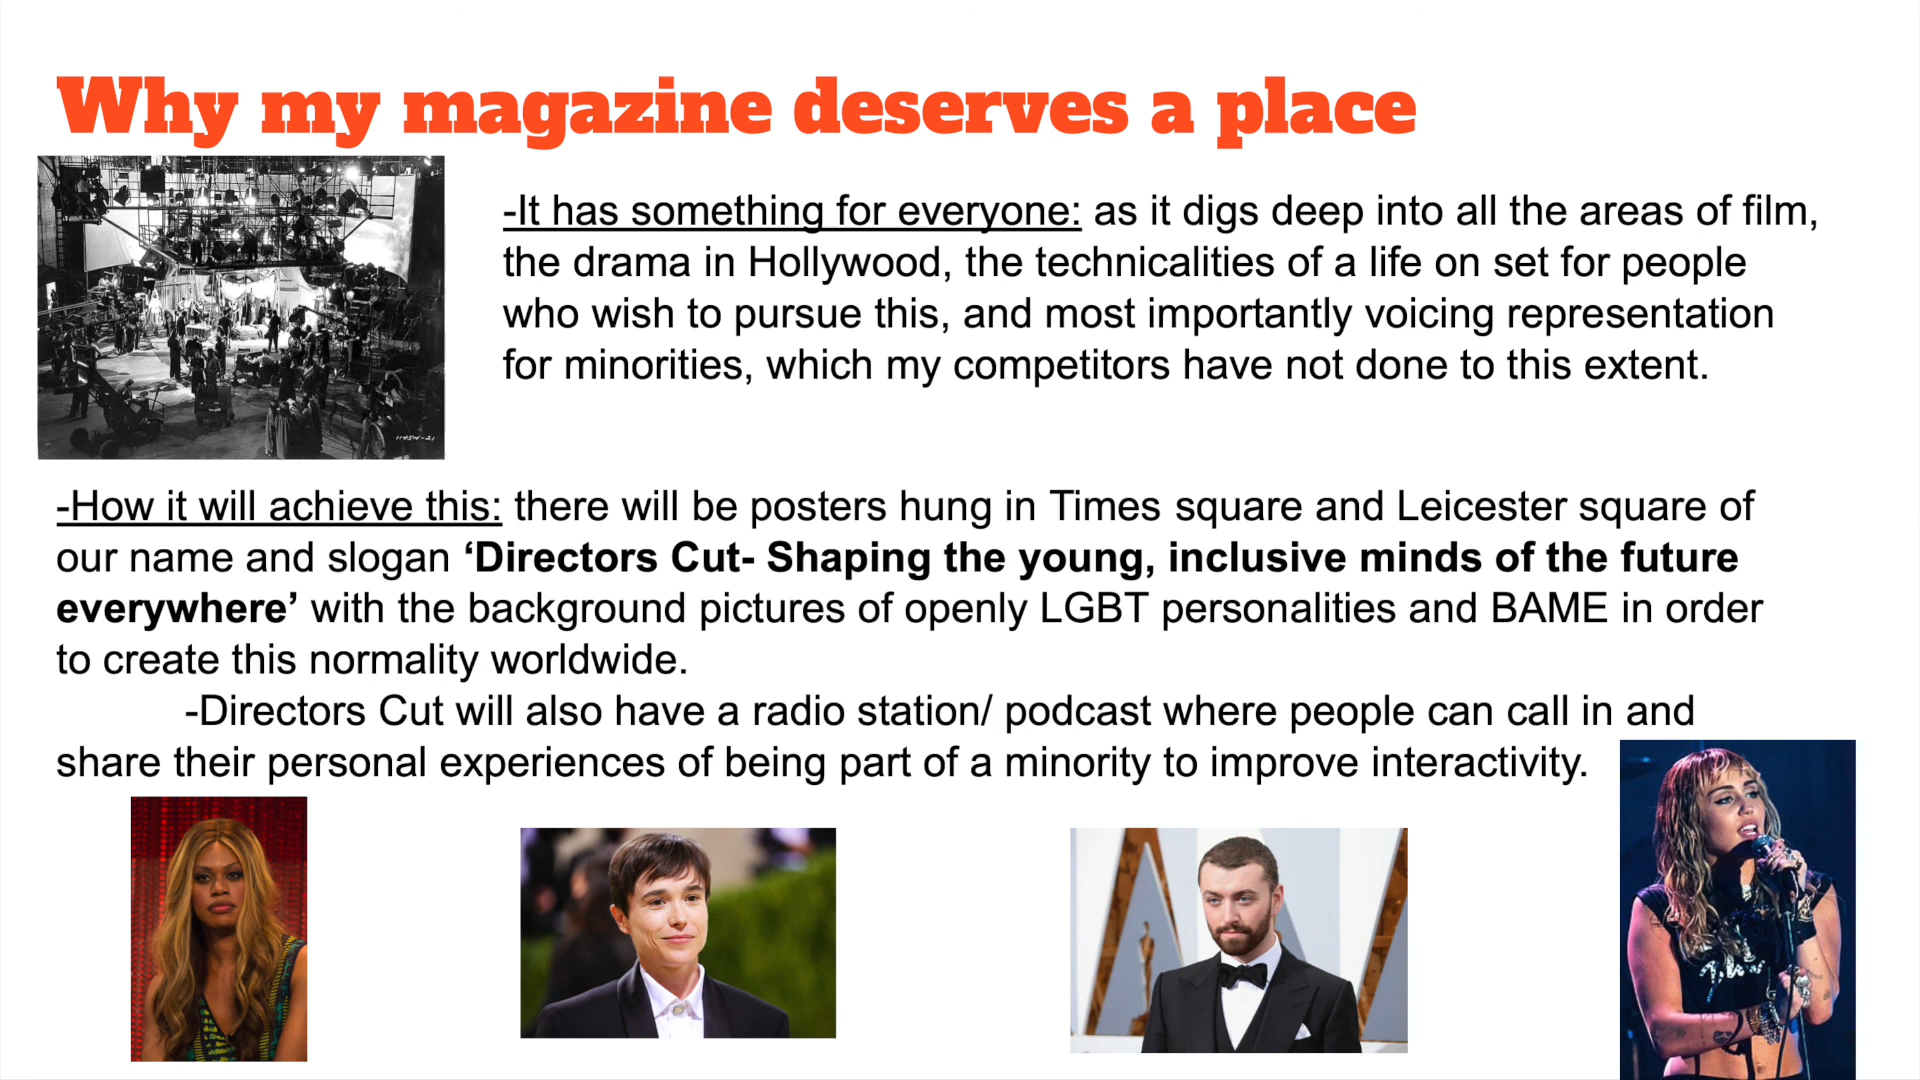 Why my magazine deserves a place
-It has something for everyone: as it digs deep into all the areas of film,
the drama in Hollywood, the technicalities of a life on set for people
who wish to pursue this, and most importantly voicing representation
for minorities, which my competitors have not done to this extent.
1145W-21
-How it will achieve this: there will be posters hung in Times square and Leicester square of
our name and slogan ‘Directors Cut- Shaping the young, inclusive minds of the future
everywhere’ with the background pictures of openly LGBT personalities and BAME in order
to create this normality worldwide.
-Directors Cut will also have a radio station/ podcast where people can call in and
share their personal experiences of being part of a minority to improve interactivity.